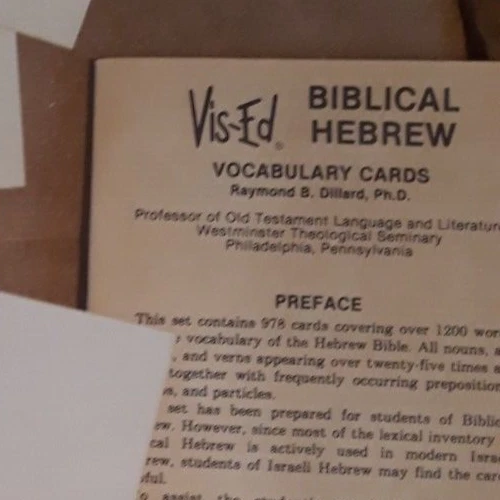 Vis-Ed® BIBLICAL HEBREW
VOCABULARY CARDS
Raymond B. Dillard, Ph.D.
Professor of Old Testament Language and Literature
Westminster Theological Seminary
Philadelphia, Pennsylvania
PREFACE
This set contains 978 cards covering over 1200
vocabulary of the Hebrew Bible. All nouns,
, and verbs appearing over twenty-five times
together with frequently occurring
, and particles.
set has been prepared for students of
However, since most of the lexical inventory
Hebrew is actively used in modern
students of Israeli Hebrew may find the
assist the